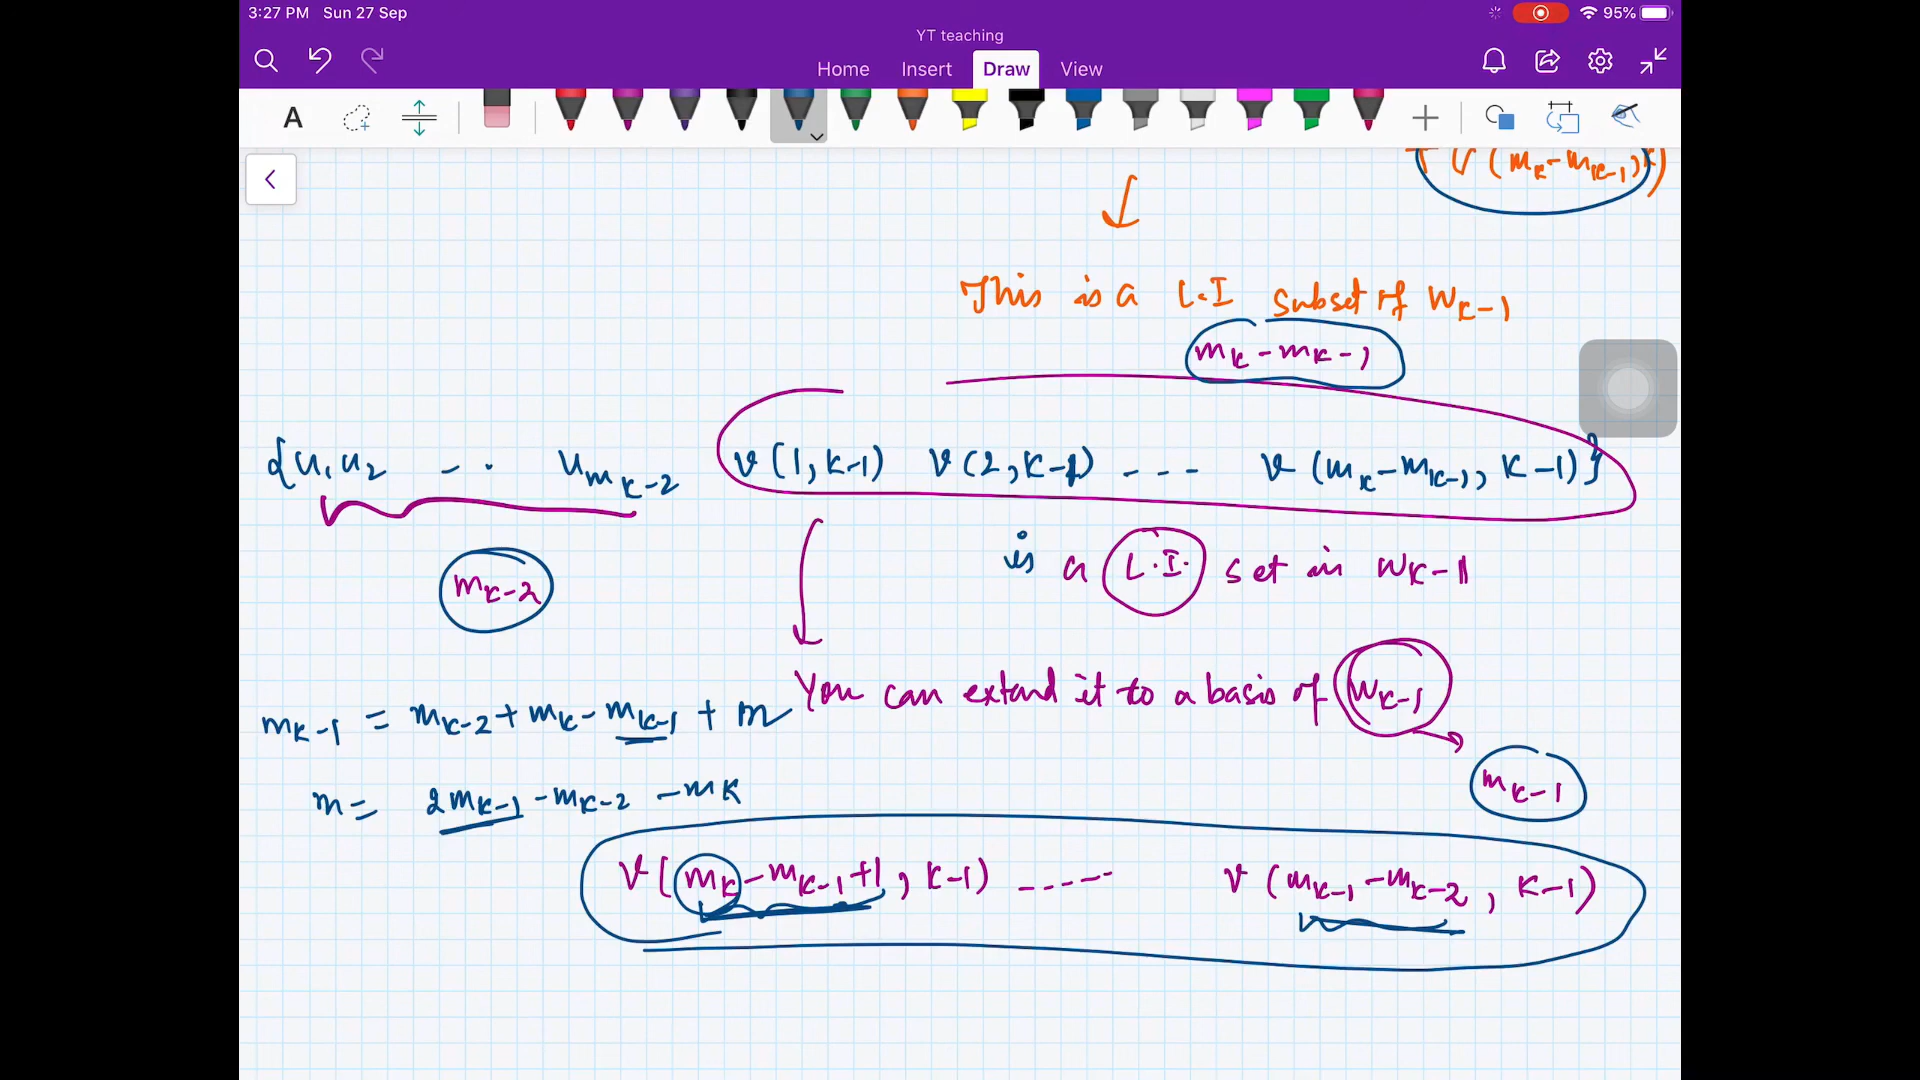 3:27 PM Sun 27 Sep
95%
YT teaching
Home Insert Draw View
A
T V (mk-mk-1))
This is a L.I subset of Wk-1
mk-mk-1
{u1 u2 -.. umk-2 v(1,k-1) v(2,k-1) --- v(mk-mk-1, k-1)}
is a L.I. set in Wk-1
mk-2
You can extend it to a basis of Wk-1
mk-1 = mk-2+mk-mk-1 + m
mk-1
m= 2mk-1-mk-2 -mk
v(mk-mk-1+1, k-1) ----- v(mk-1-mk-2, k-1)